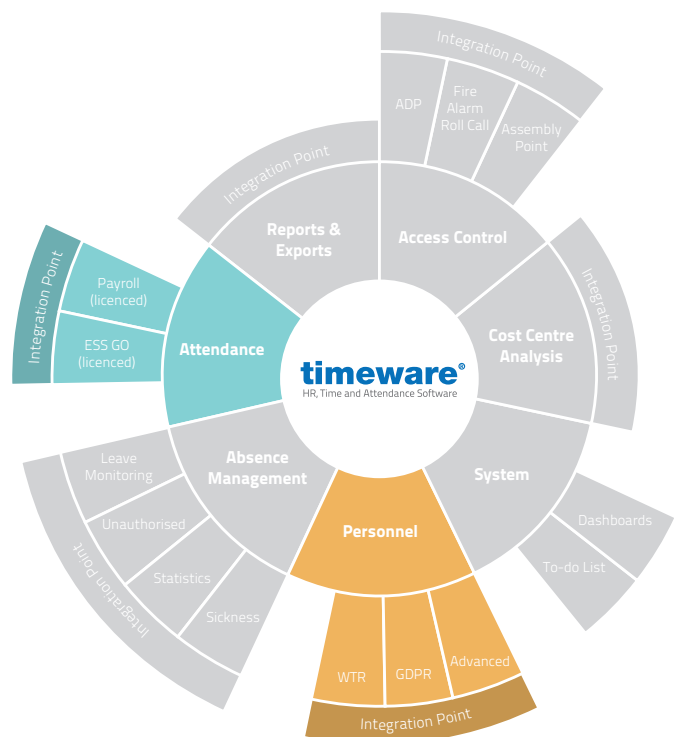 Integration Point
ADP
Fire
Alarm
Roll Call
Assembly
Point
Integration Point
Reports &
Exports
Access Control
Integration Point
Cost Centre
Analysis
Integration Point
Payroll
(licenced)
ESS GO
(licenced)
Attendance
timeware®
HR, Time and Attendance Software
Absence
Management
Leave
Monitoring
Unauthorised
Statistics
Sickness
Integration Point
System
Dashboards
To-do List
Personnel
WTR
GDPR
Advanced
Integration Point